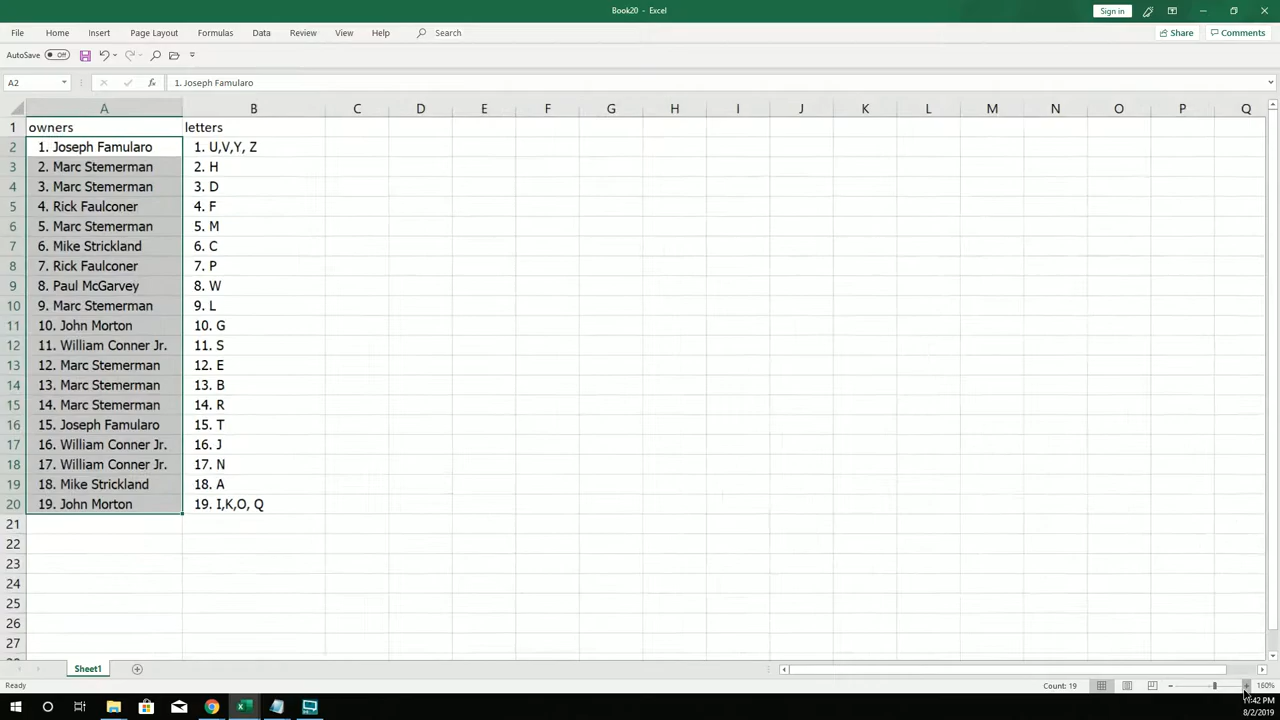 Book20 - Excel
Sign in
File Home Insert Page Layout Formulas Data Review View Help Search Share Comments
AutoSave Off
A2 fx 1. Joseph Famularo
A B C D E F G H I J K L M N O P Q
1 owners letters
2 1. Joseph Famularo 1. U,V,Y, Z
3 2. Marc Stemerman 2. H
4 3. Marc Stemerman 3. D
5 4. Rick Faulconer 4. F
6 5. Marc Stemerman 5. M
7 6. Mike Strickland 6. C
8 7. Rick Faulconer 7. P
9 8. Paul McGarvey 8. W
10 9. Marc Stemerman 9. L
11 10. John Morton 10. G
12 11. William Conner Jr. 11. S
13 12. Marc Stemerman 12. E
14 13. Marc Stemerman 13. B
15 14. Marc Stemerman 14. R
16 15. Joseph Famularo 15. T
17 16. William Conner Jr. 16. J
18 17. William Conner Jr. 17. N
19 18. Mike Strickland 18. A
20 19. John Morton 19. I,K,O, Q
21
22
23
24
25
26
27
Sheet1
Ready Count: 19 160%
8/2/2019